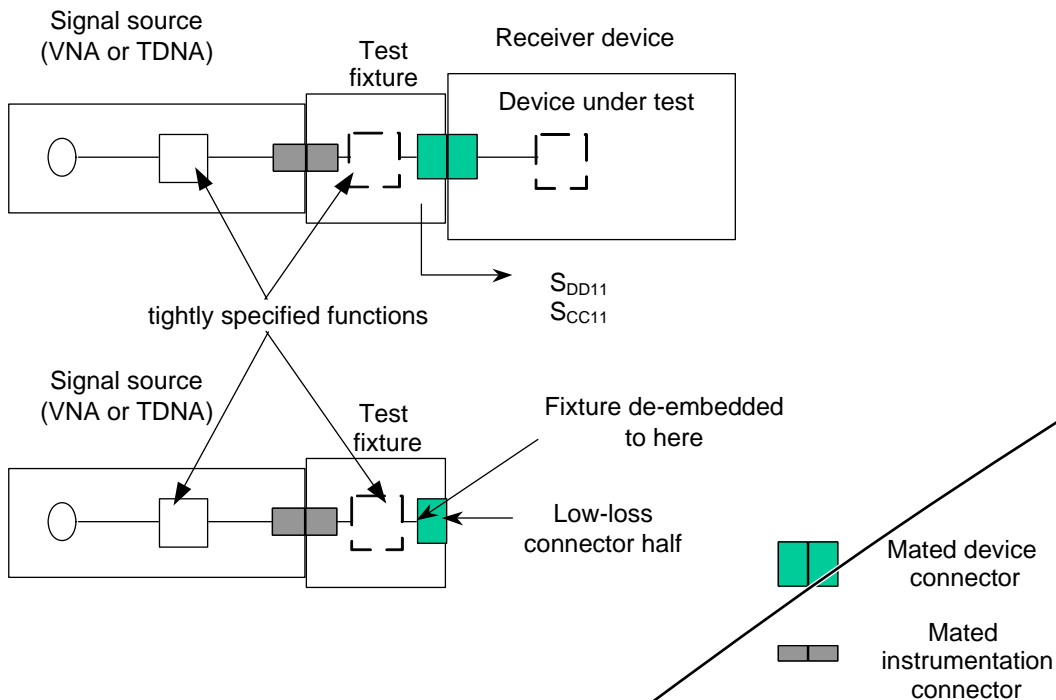 Signal source
(VNA or TDNA)
Test
fixture
Receiver device
Device under test
SDD11
SCC11
tightly specified functions
Signal source
(VNA or TDNA)
Test
fixture
Fixture de-embedded
to here
Low-loss
connector half
Mated device
connector
Mated
instrumentation
connector